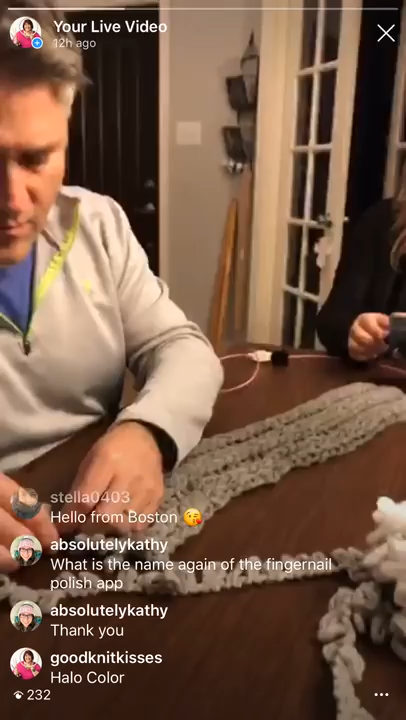 Your Live Video
12h ago
stella0403
Hello from Boston 😘
absolutelykathy
What is the name again of the fingernail
polish app
absolutelykathy
Thank you
goodknitkisses
Halo Color
232